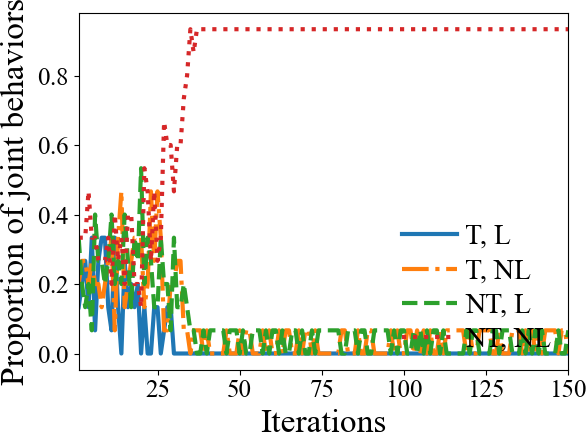 Proportion of joint behaviors
0.8
0.6
0.4
0.2
0.0
T, L
T, NL
NT, L
NT, NL
25
50
75
100
125
150
Iterations